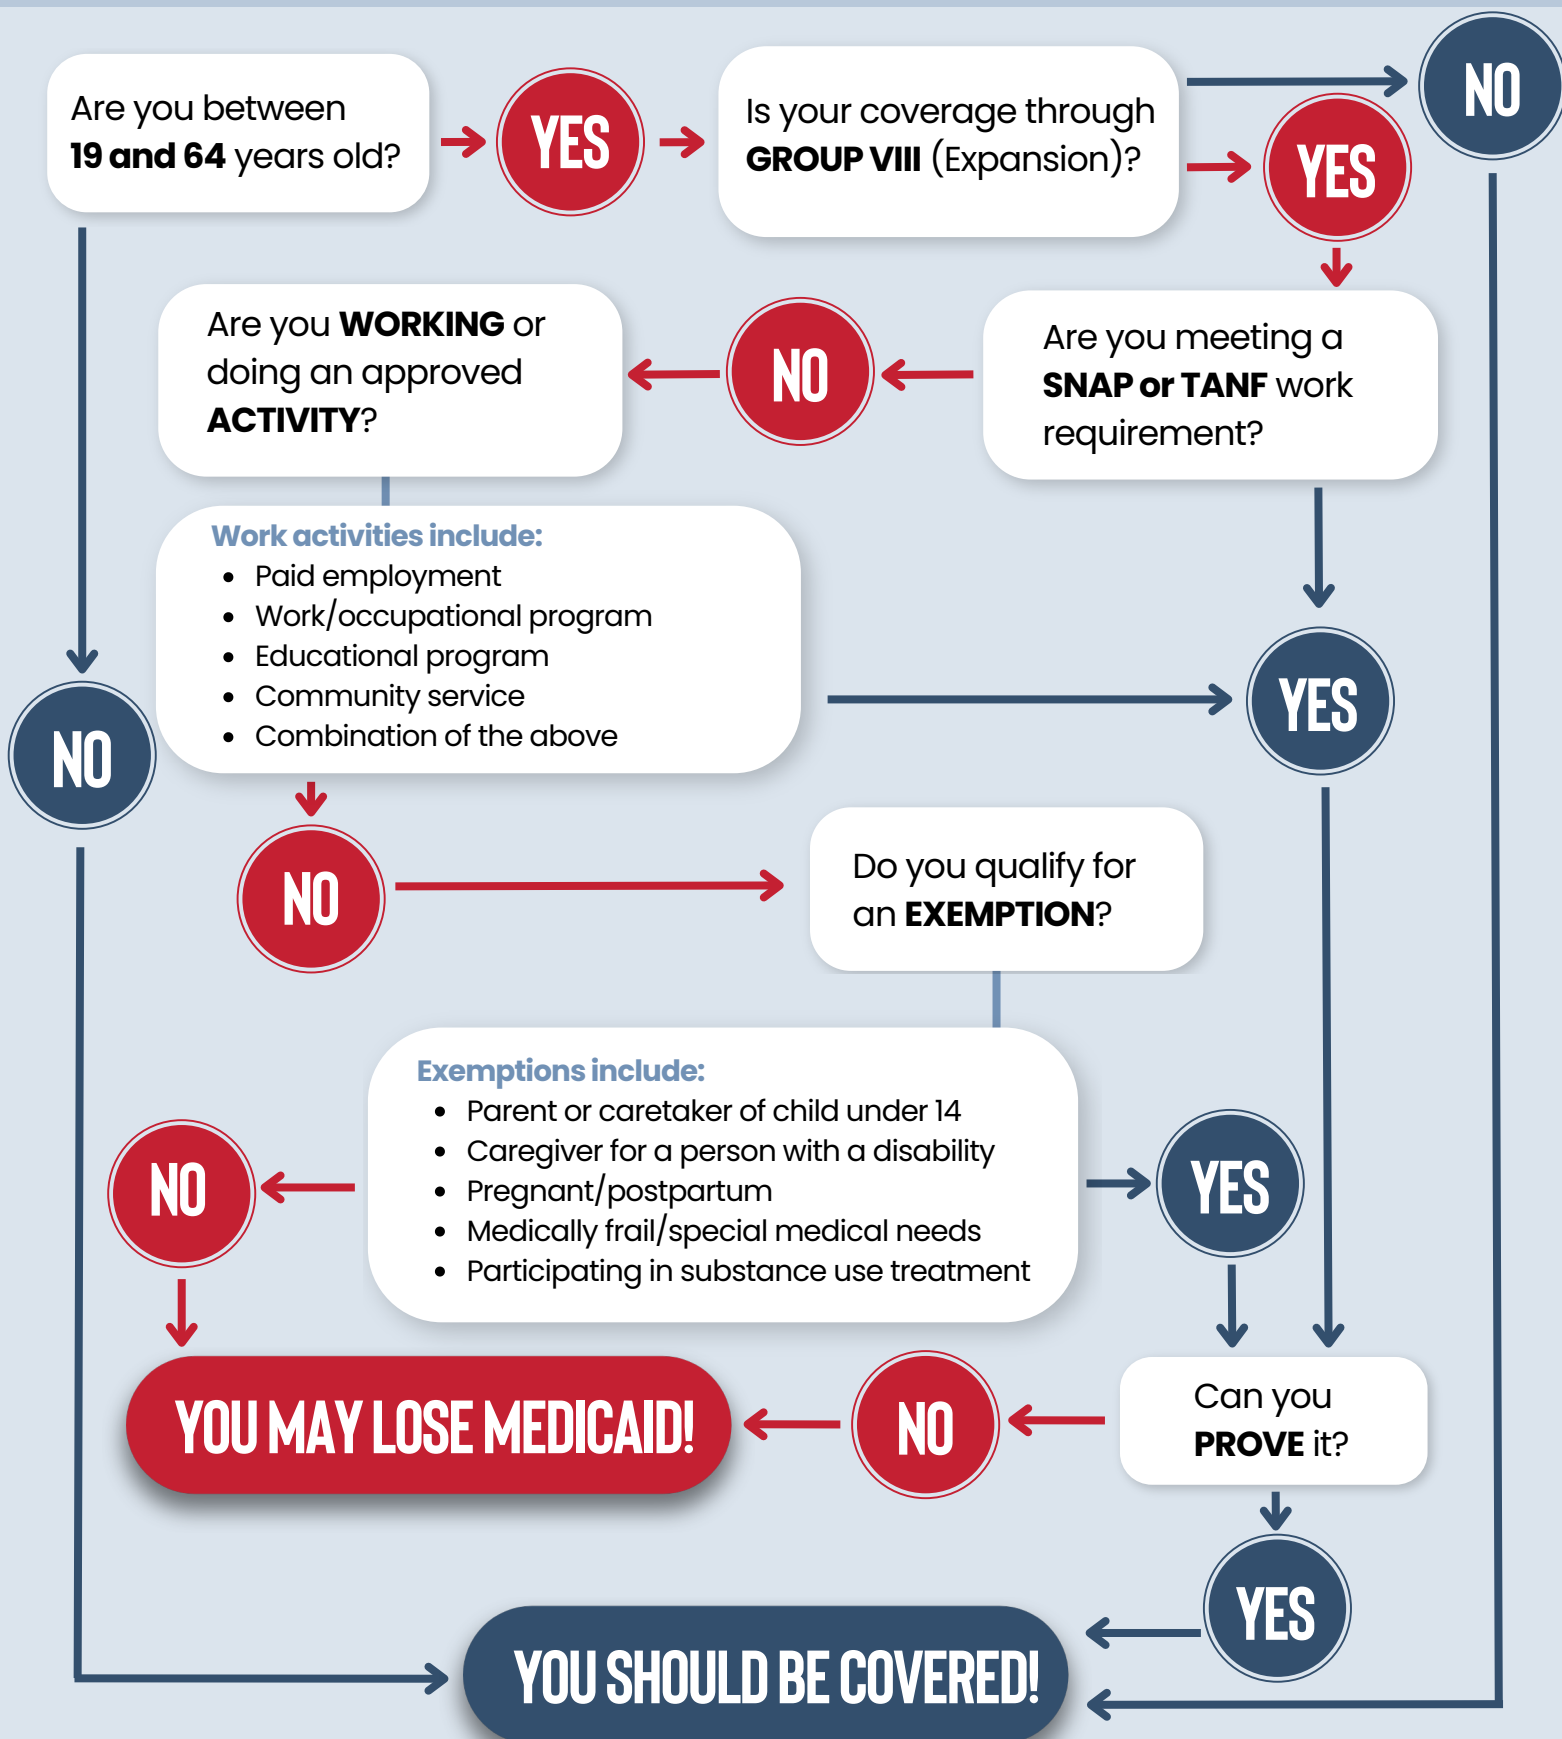 Are you between
19 and 64 years old?
YES
Is your coverage through
GROUP VIII (Expansion)?
NO
YES
Are you WORKING or
doing an approved
ACTIVITY?
NO
Are you meeting a
SNAP or TANF work
requirement?
Work activities include:
• Paid employment
• Work/occupational program
• Educational program
• Community service
• Combination of the above
YES
NO
NO
Do you qualify for
an EXEMPTION?
Exemptions include:
• Parent or caretaker of child under 14
• Caregiver for a person with a disability
• Pregnant/postpartum
• Medically frail/special medical needs
• Participating in substance use treatment
NO
YES
YOU MAY LOSE MEDICAID!
NO
Can you
PROVE it?
YES
YOU SHOULD BE COVERED!